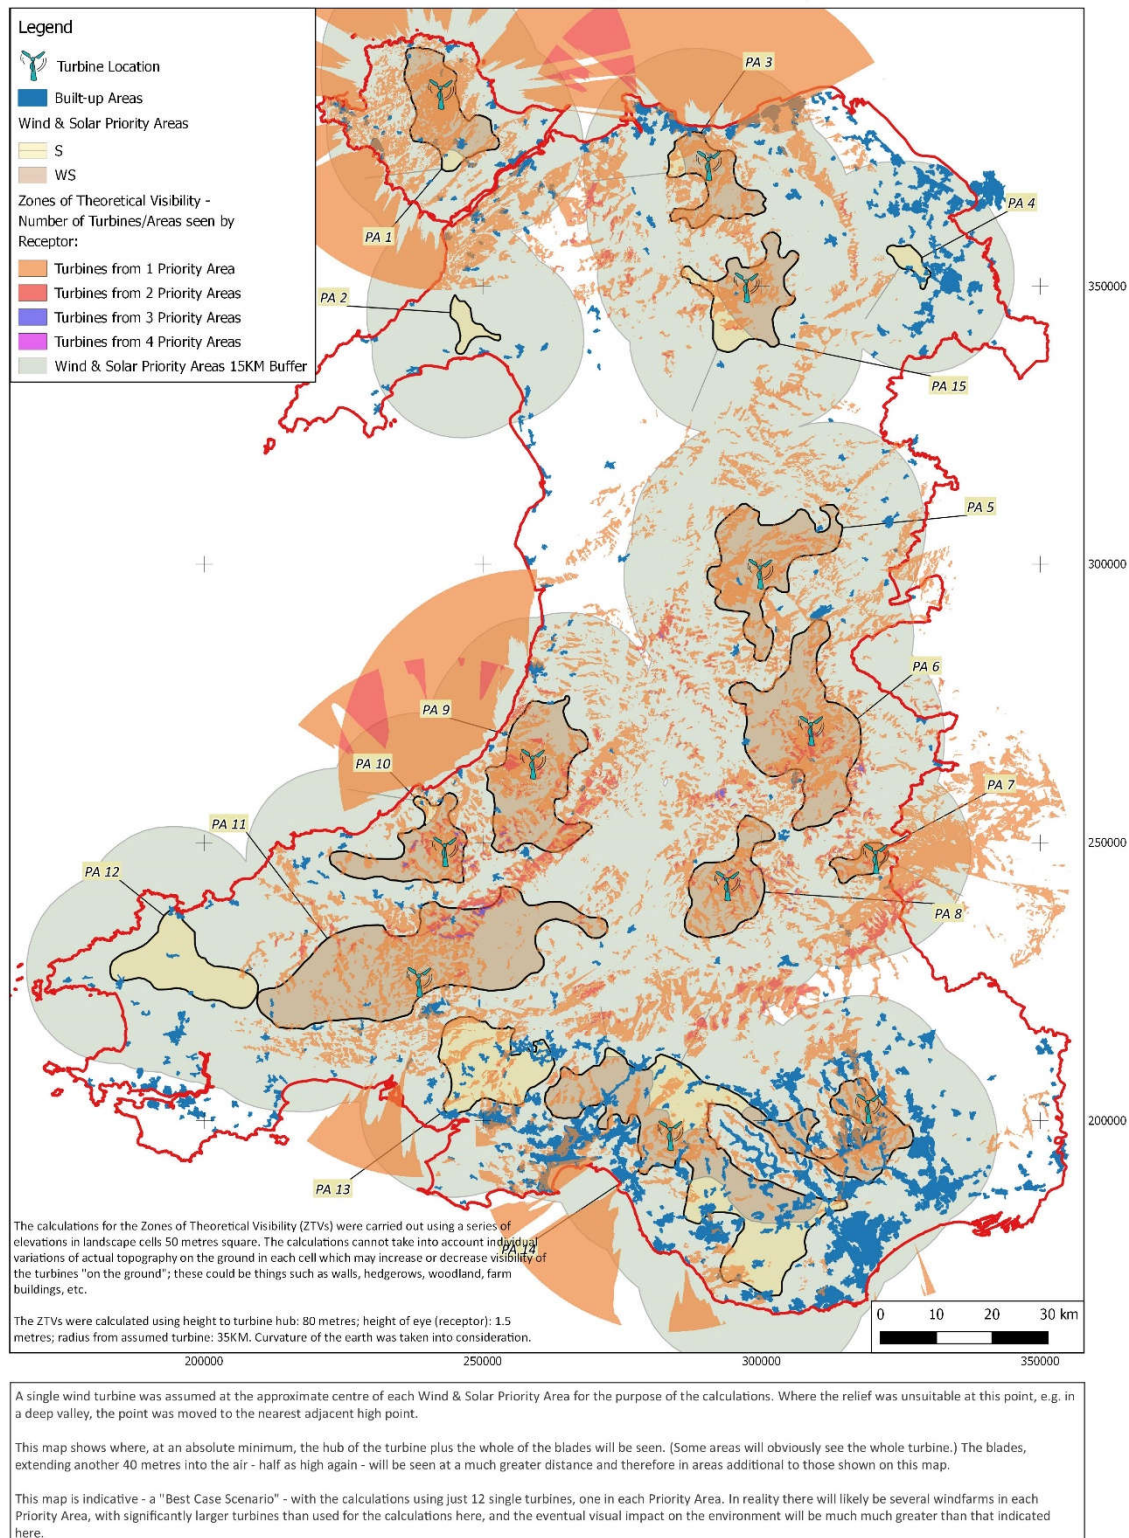 Legend
Turbine Location
Built-up Areas
Wind & Solar Priority Areas
S
WS
Zones of Theoretical Visibility -
Number of Turbines/Areas seen by
Receptor:
Turbines from 1 Priority Area
Turbines from 2 Priority Areas
Turbines from 3 Priority Areas
Turbines from 4 Priority Areas
Wind & Solar Priority Areas 15KM Buffer
PA 3
PA 4
PA 1
PA 2
350000
PA 15
PA 5
300000
PA 6
PA 9
PA 10
PA 7
PA 11
250000
PA 12
PA 8
200000
PA 13
PA 14
The calculations for the Zones of Theoretical Visibility (ZTVs) were carried out using a series of
elevations in landscape cells 50 metres square. The calculations cannot take into account individual
variations of actual topography on the ground in each cell which may increase or decrease visibility of
the turbines "on the ground"; these could be things such as walls, hedgerows, woodland, farm
buildings, etc.
The ZTVs were calculated using height to turbine hub: 80 metres; height of eye (receptor): 1.5
metres; radius from assumed turbine: 35KM. Curvature of the earth was taken into consideration.
0 10 20 30 km
200000 250000 300000 350000
A single wind turbine was assumed at the approximate centre of each Wind & Solar Priority Area for the purpose of the calculations. Where the relief was unsuitable at this point, e.g. in
a deep valley, the point was moved to the nearest adjacent high point.
This map shows where, at an absolute minimum, the hub of the turbine plus the whole of the blades will be seen. (Some areas will obviously see the whole turbine.) The blades,
extending another 40 metres into the air - half as high again - will be seen at a much greater distance and therefore in areas additional to those shown on this map.
This map is indicative - a "Best Case Scenario" - with the calculations using just 12 single turbines, one in each Priority Area. In reality there will likely be several windfarms in each
Priority Area, with significantly larger turbines than used for the calculations here, and the eventual visual impact on the environment will be much much greater than that indicated
here.